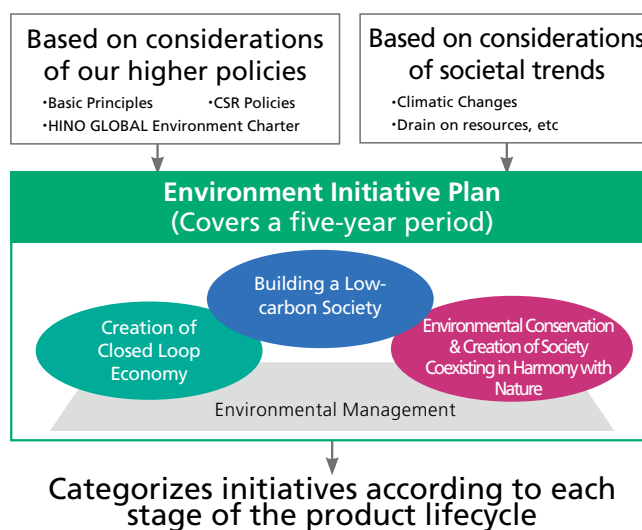 Based on considerations
of our higher policies
•Basic Principles •CSR Policies
•HINO GLOBAL Environment Charter
Based on considerations
of societal trends
•Climatic Changes
•Drain on resources, etc
Environment Initiative Plan
(Covers a five-year period)
Building a Low-
carbon Society
Creation of
Closed Loop
Economy
Environmental Conservation
& Creation of Society
Coexisting in Harmony with
Nature
Environmental Management
Categorizes initiatives according to each
stage of the product lifecycle